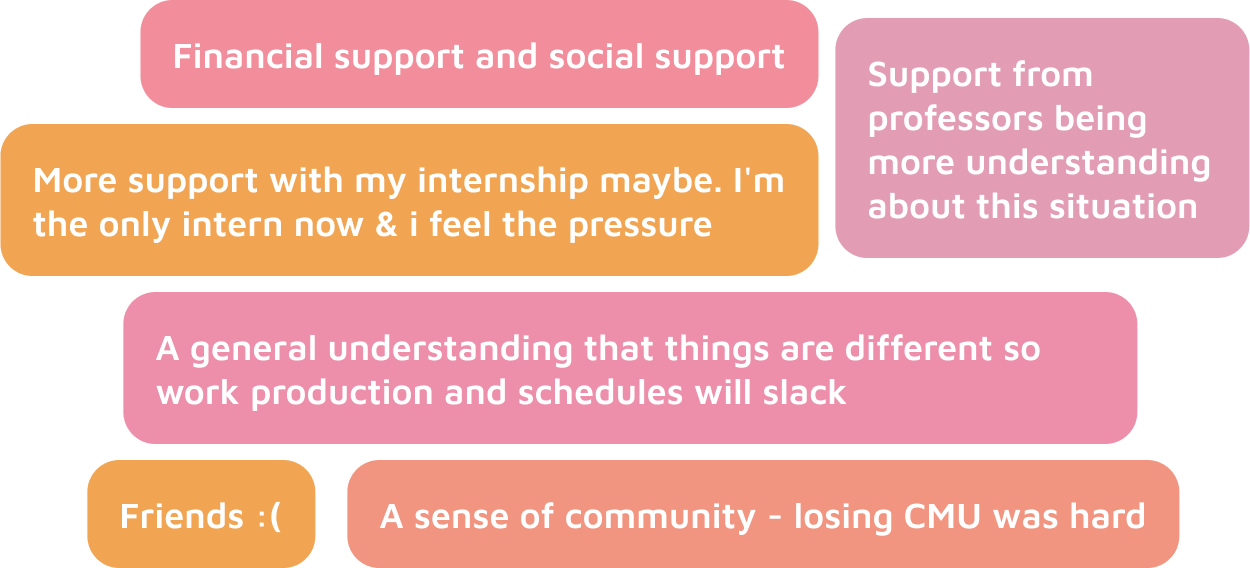 Financial support and social support
Support from
professors being
more understanding
about this situation
More support with my internship maybe. I'm
the only intern now & i feel the pressure
A general understanding that things are different so
work production and schedules will slack
Friends :(
A sense of community - losing CMU was hard